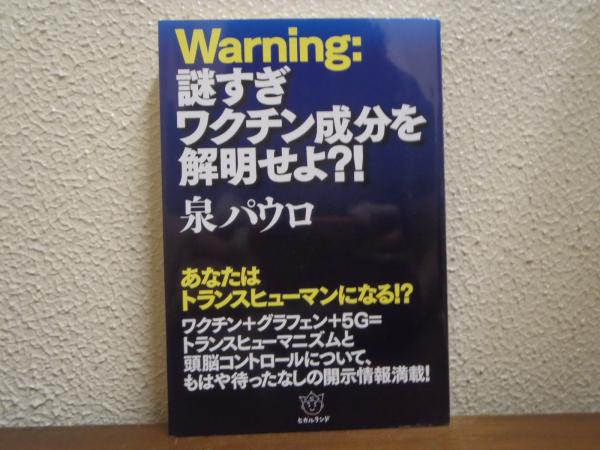 Warning:
謎すぎ
ワクチン成分を
解明せよ?!
泉パウロ
あなたは
トランスヒューマンになる!?
ワクチン+グラフェン+5G=
トランスヒューマニズムと
頭脳コントロールについて、
もはや待ったなしの開示情報満載!
ヒカルランド